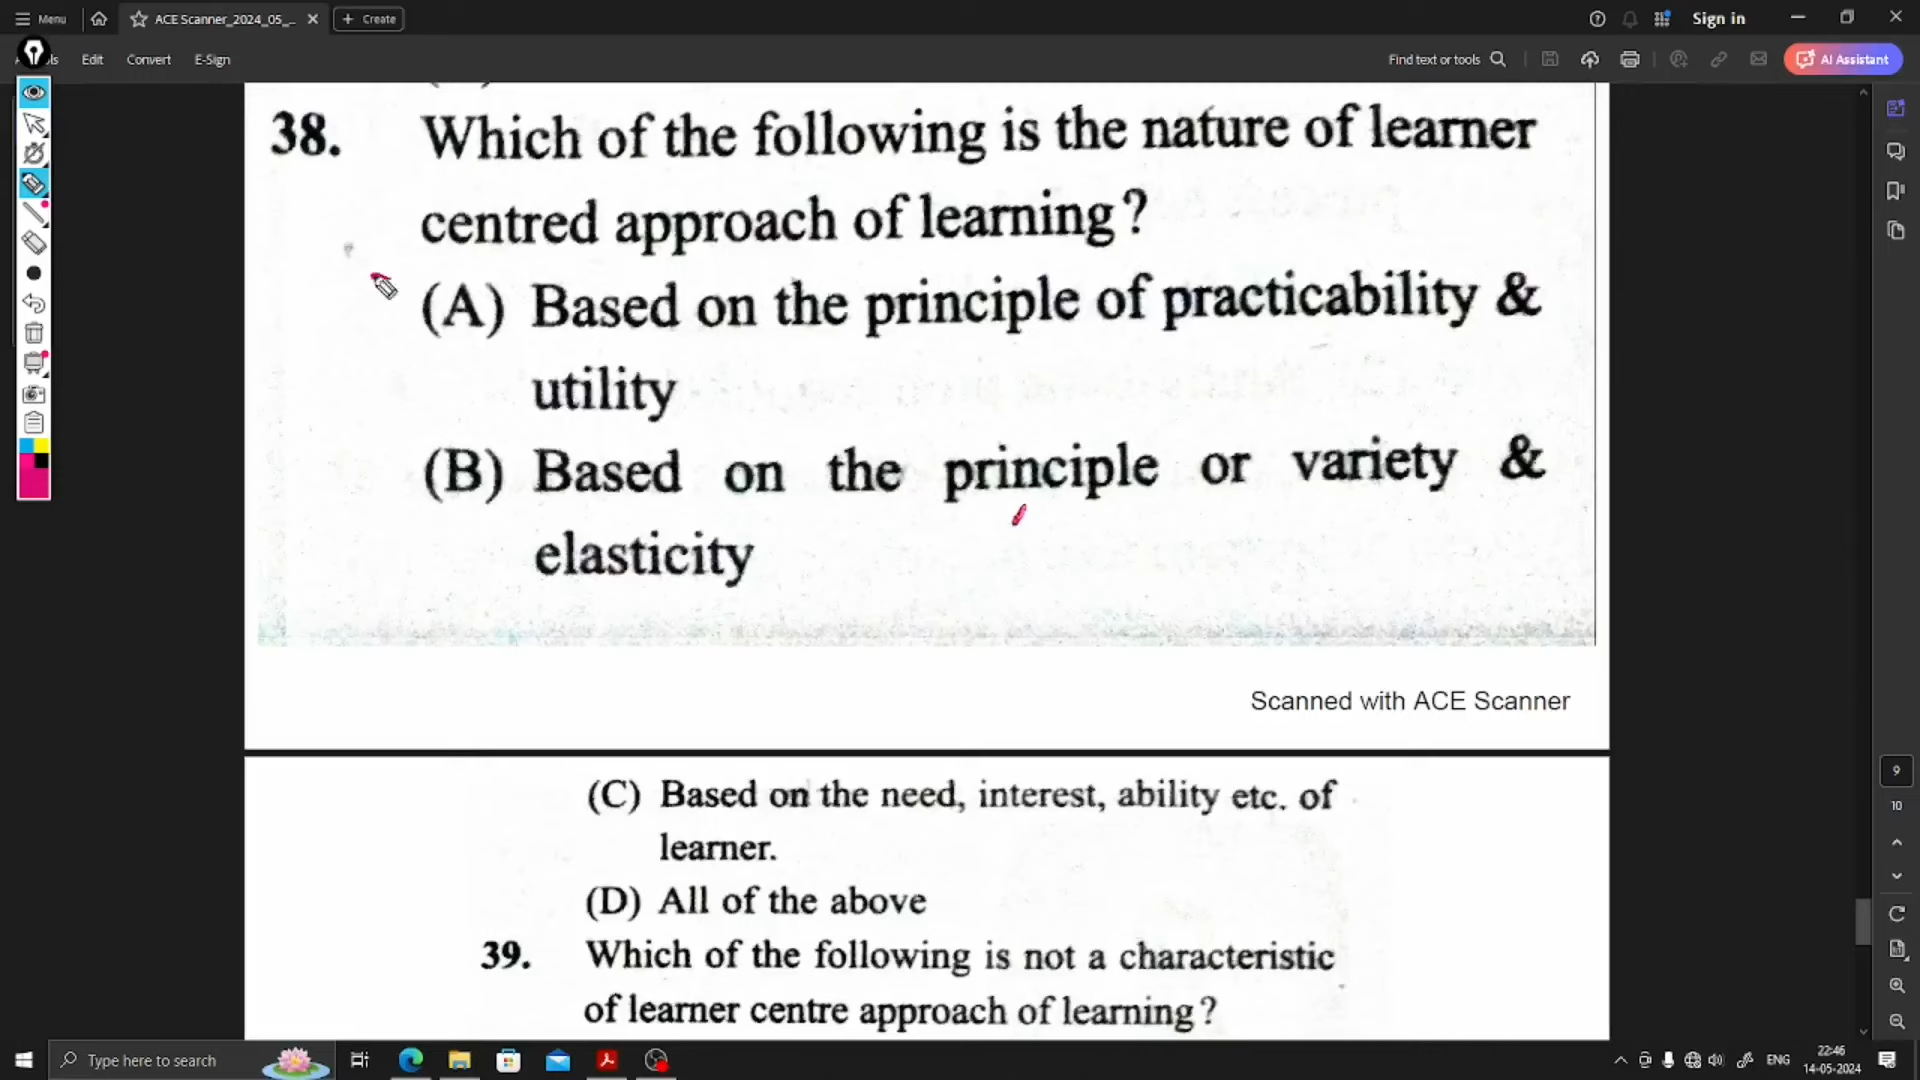 Menu
ACE Scanner_2024_05_...
Create
Sign in
Edit
Convert
E-Sign
Find text or tools
AI Assistant
38. Which of the following is the nature of learner
centred approach of learning?
(A) Based on the principle of practicability &
utility
(B) Based on the principle or variety &
elasticity
Scanned with ACE Scanner
(C) Based on the need, interest, ability etc. of
learner.
(D) All of the above
39. Which of the following is not a characteristic
of learner centre approach of learning?
9
10
Type here to search
ENG
22:46
14-05-2024